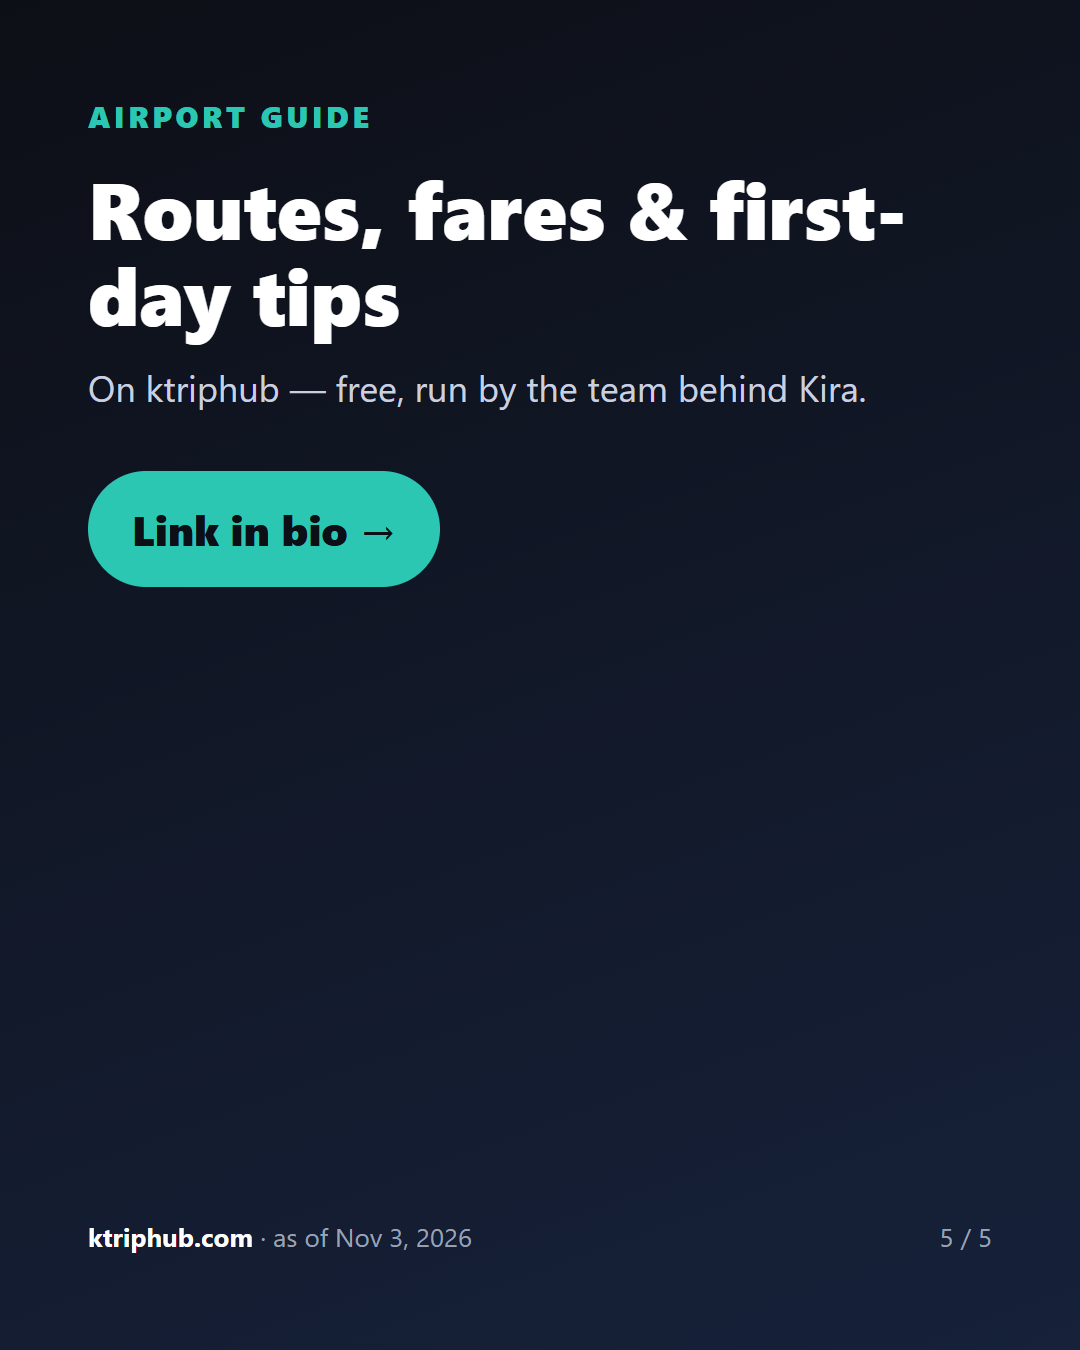 AIRPORT GUIDE
Routes, fares & first-
day tips
On ktriphub — free, run by the team behind Kira.
Link in bio →
ktriphub.com · as of Nov 3, 2026
5 / 5